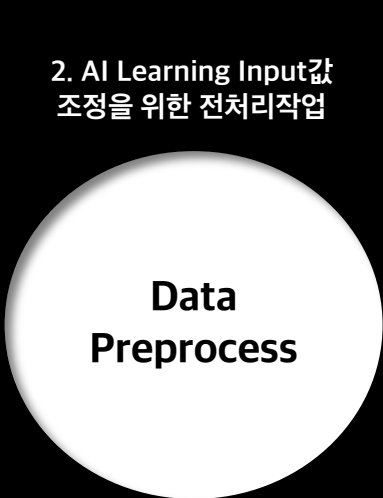 2. AI Learning Input값
조정을 위한 전처리작업
Data
Preprocess